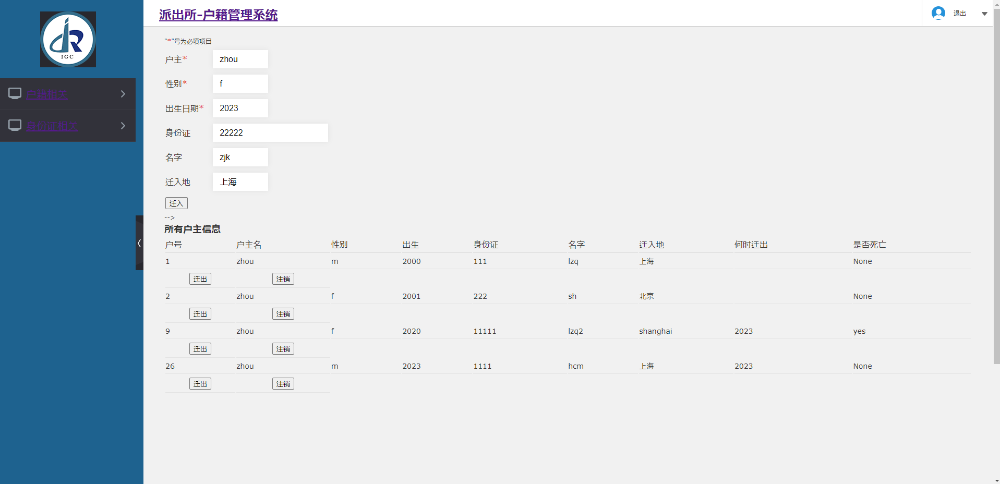 IGC
派出所-户籍管理系统
退出
户籍相关
身份证相关
"*"号为必填项目
户主* zhou
性别* f
出生日期* 2023
身份证 22222
名字 zjk
迁入地 上海
迁入
-->
所有户主信息
户号 户主名 性别 出生 身份证 名字 迁入地 何时迁出 是否死亡
1 zhou m 2000 111 lzq 上海 None
迁出 注销
2 zhou f 2001 222 sh 北京 None
迁出 注销
9 zhou f 2020 11111 lzq2 shanghai 2023 yes
迁出 注销
26 zhou m 2023 1111 hcm 上海 2023 None
迁出 注销